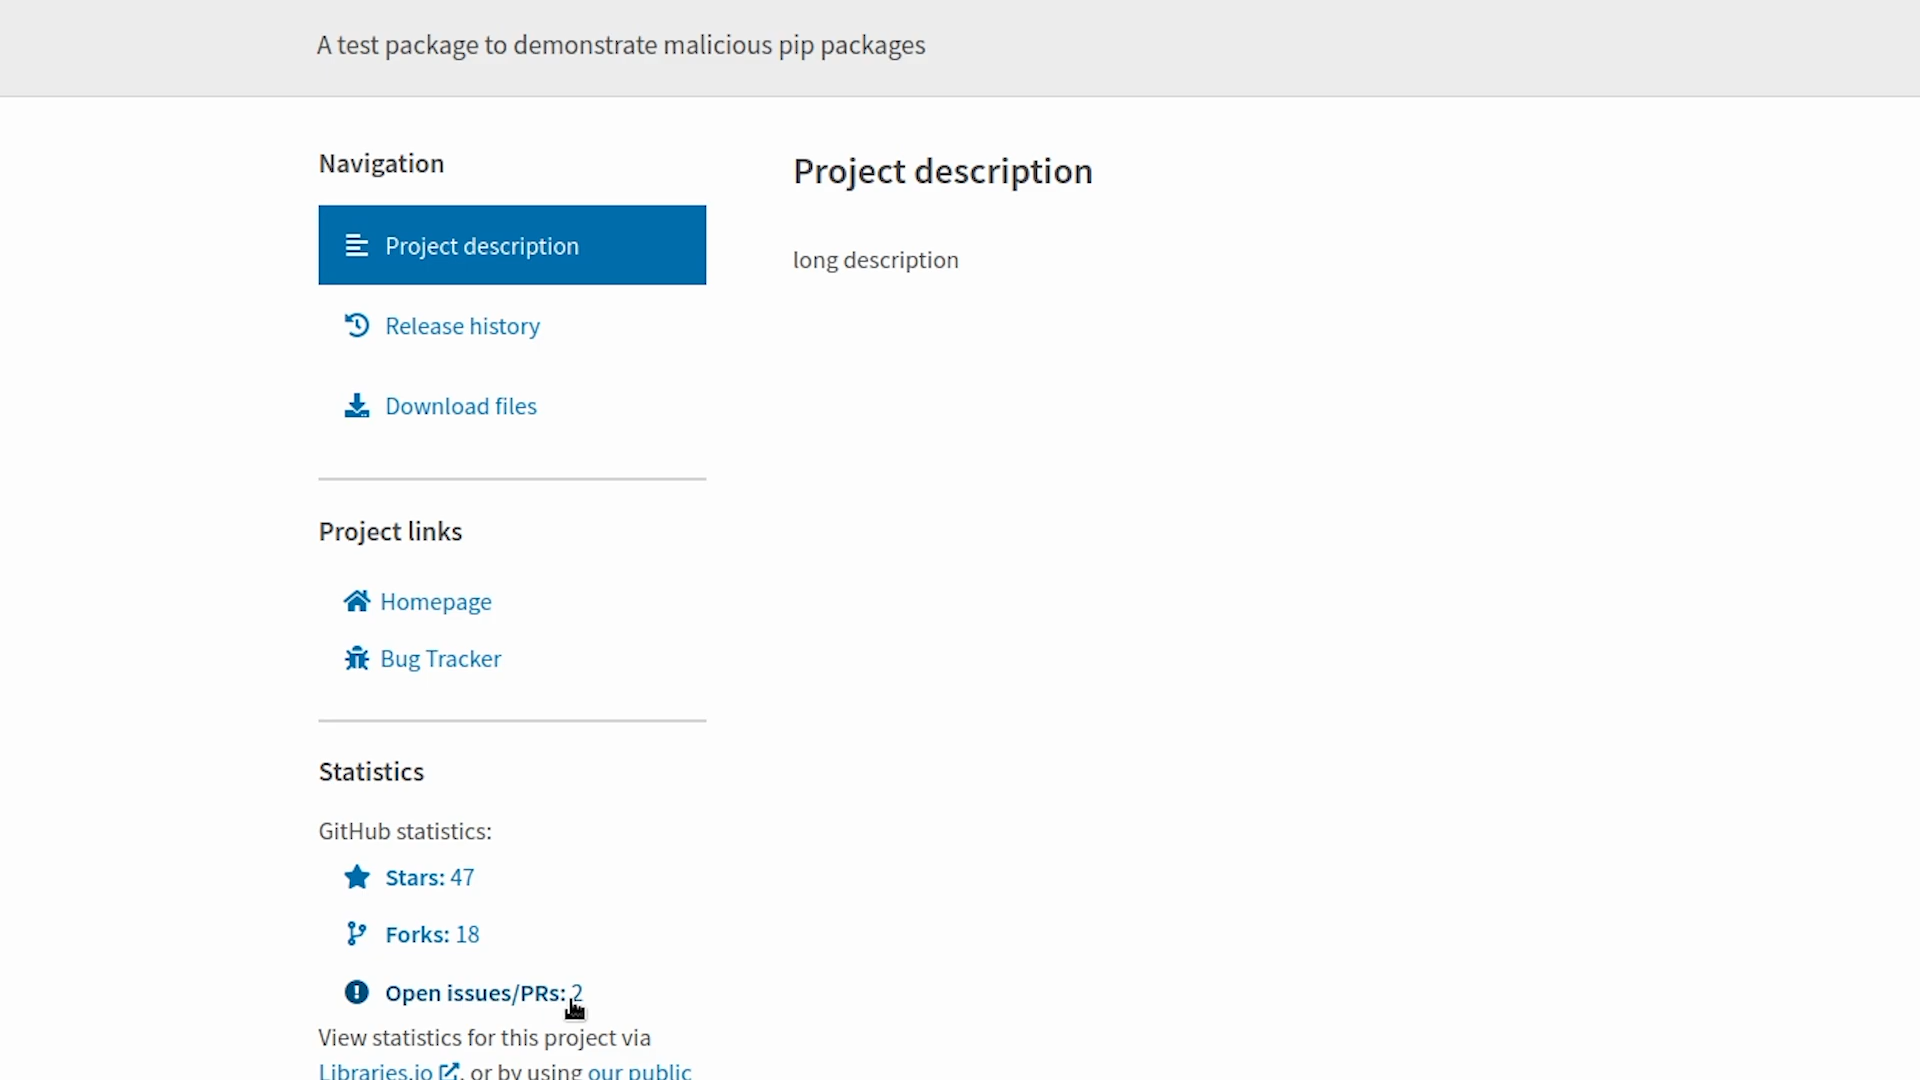 A test package to demonstrate malicious pip packages
Navigation
Project description
Release history
Download files
Project links
Homepage
Bug Tracker
Statistics
GitHub statistics:
Stars: 47
Forks: 18
Open issues/PRs: 2
View statistics for this project via
Libraries.io, or by using our public
Project description
long description